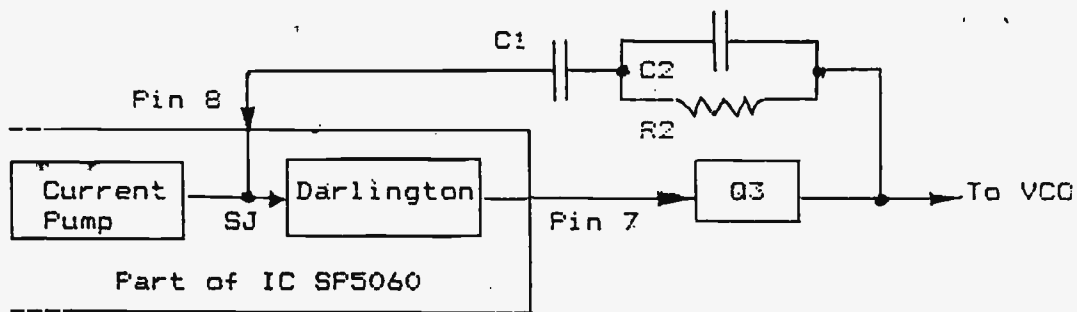 C1
C2
R2
Pin 8
Current
Pump
SJ
Darlington
Pin 7
Q3
To VCO
Part of IC SP5060